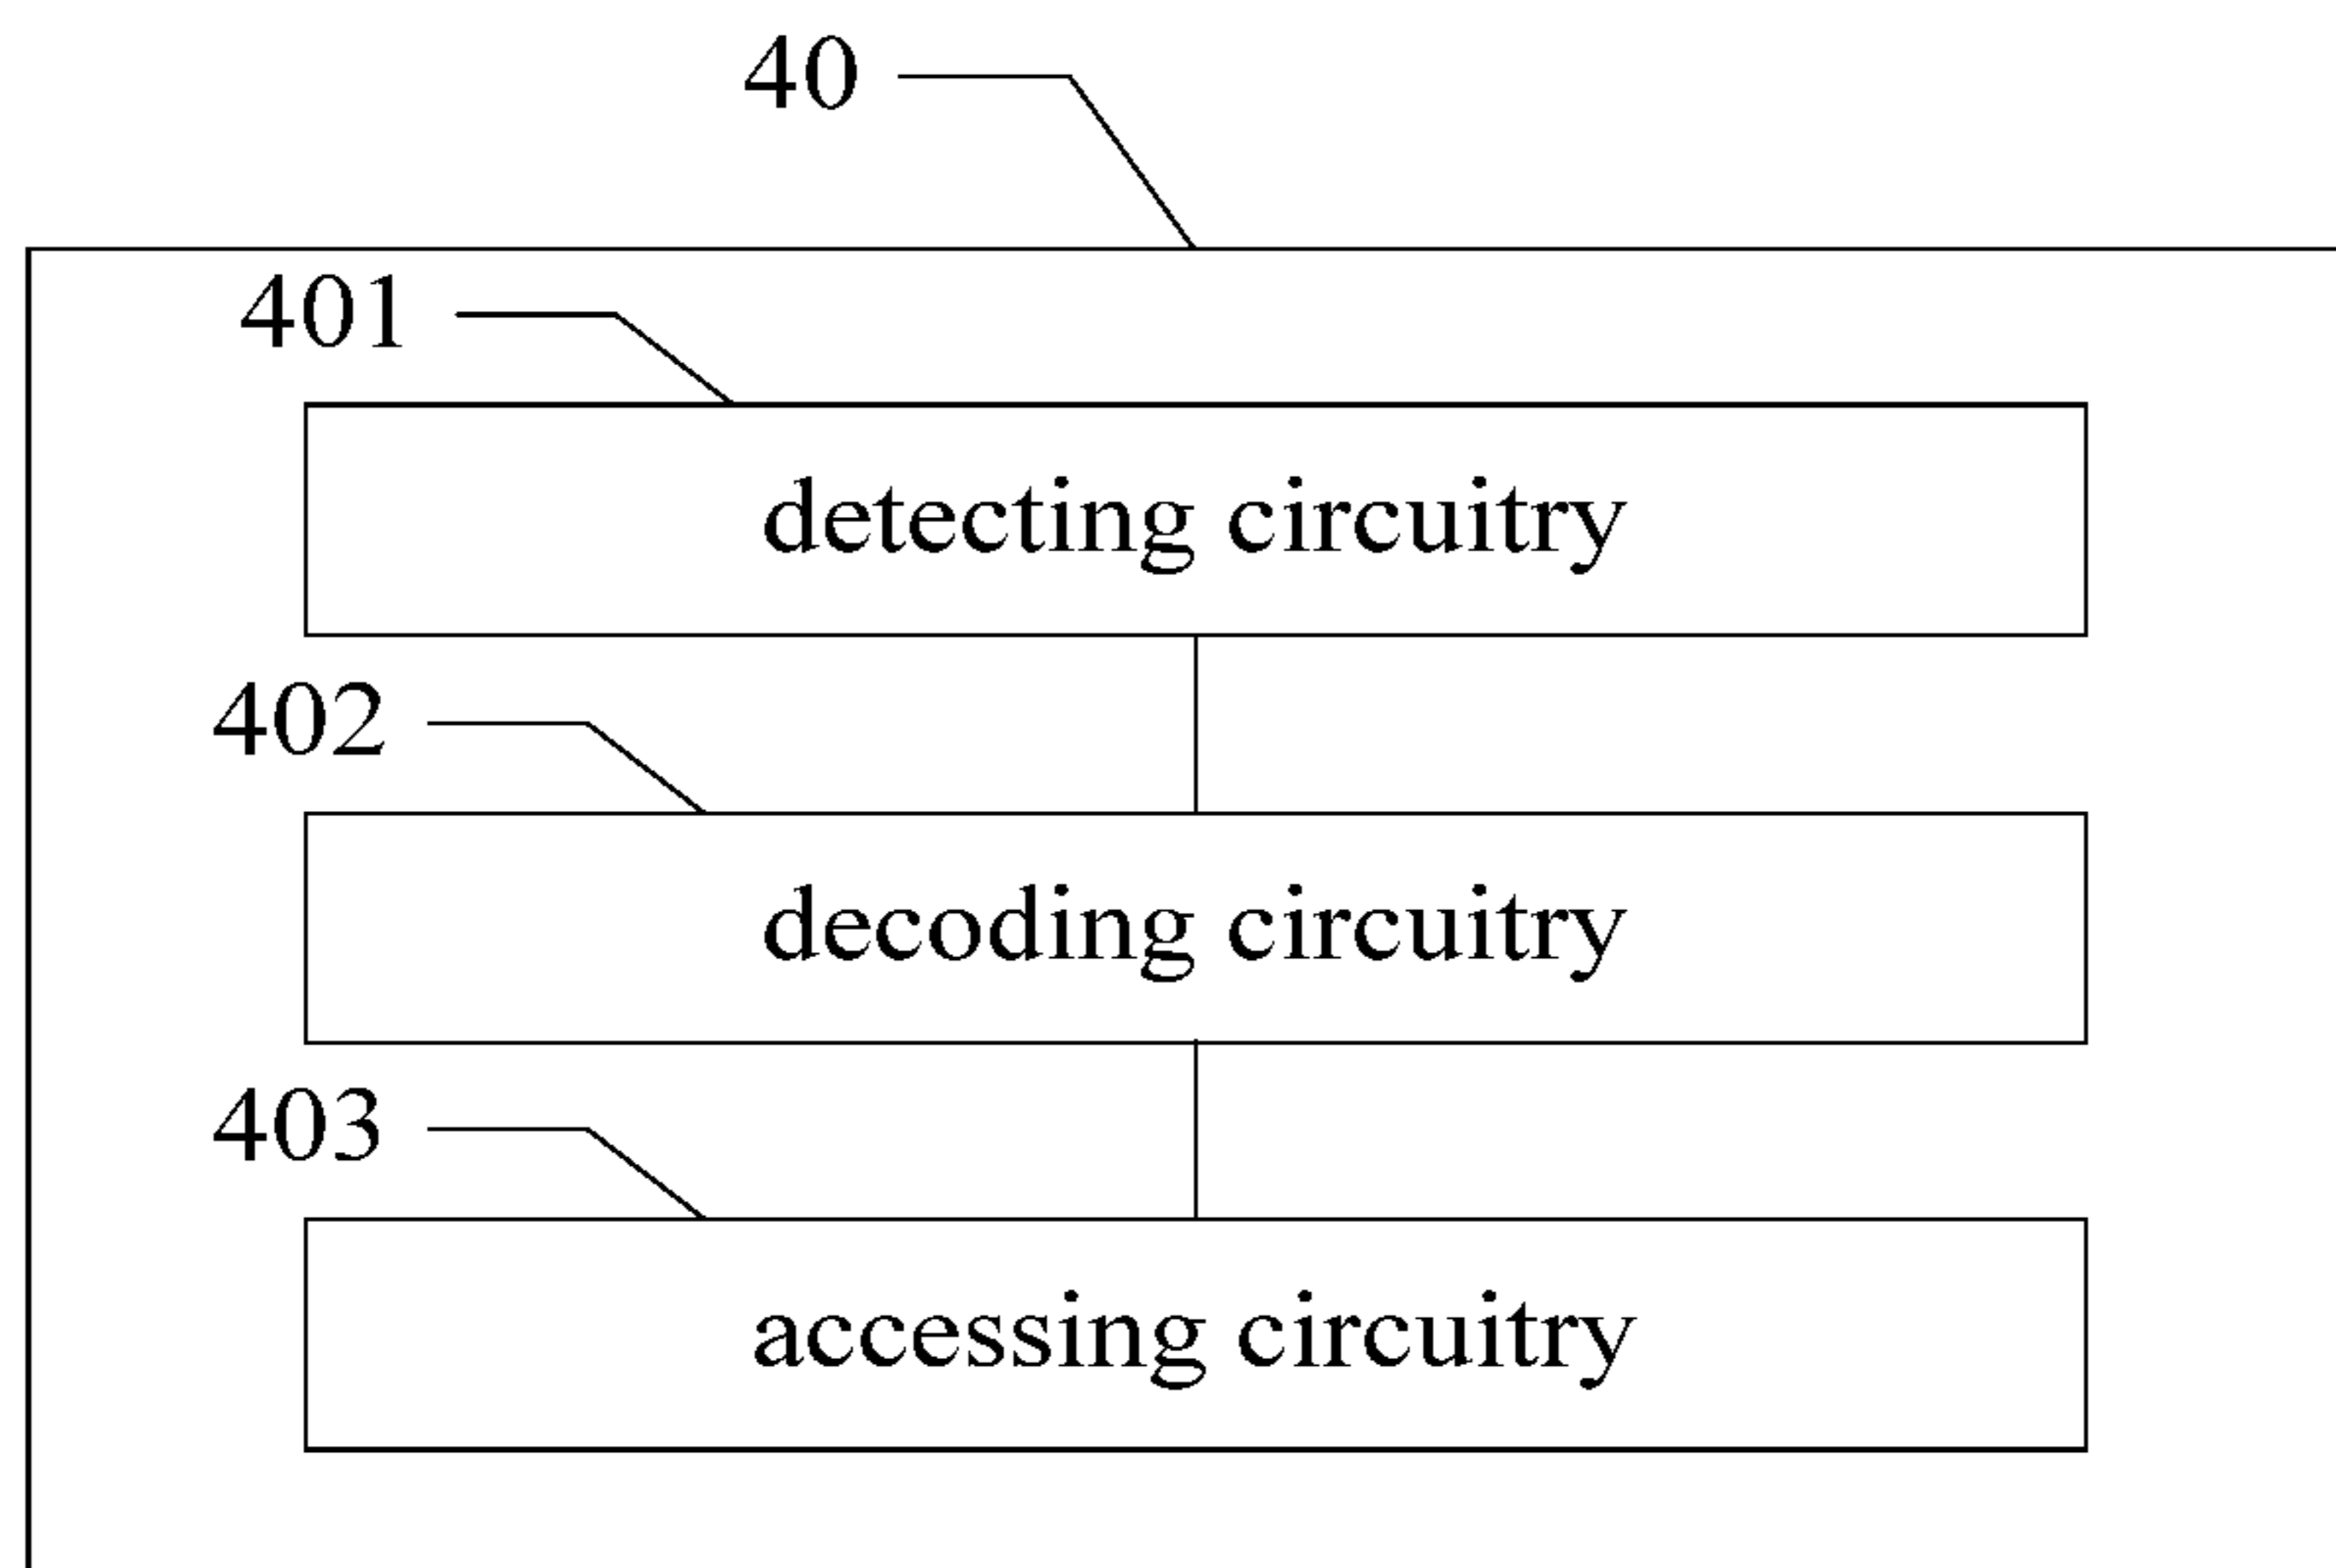 40
401
detecting circuitry
402
decoding circuitry
403
accessing circuitry